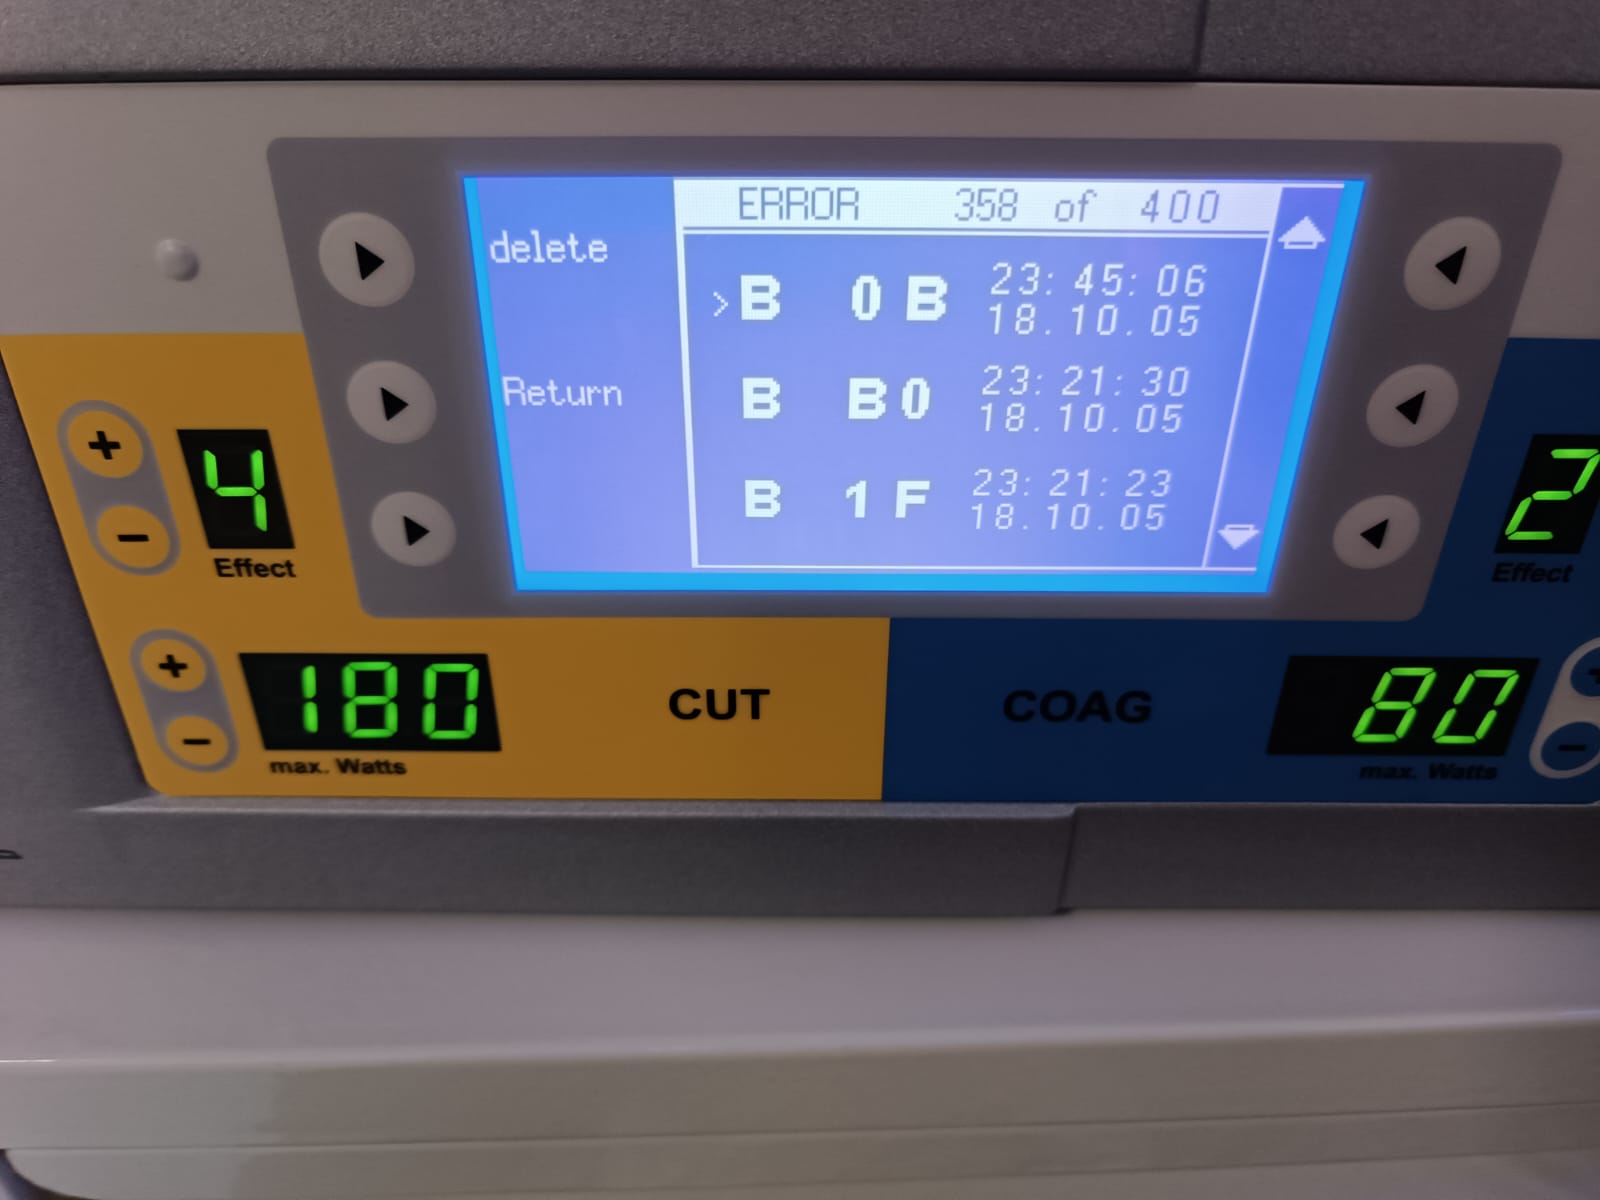 ERROR 358 of 400
delete
>B 0B 23:45:06
18.10.05
Return
B B0 23:21:30
18.10.05
B 1F 23:21:23
18.10.05
+
-
4
Effect
2
Effect
+
-
180
max. Watts
CUT
COAG
80
max. Watts
+
-